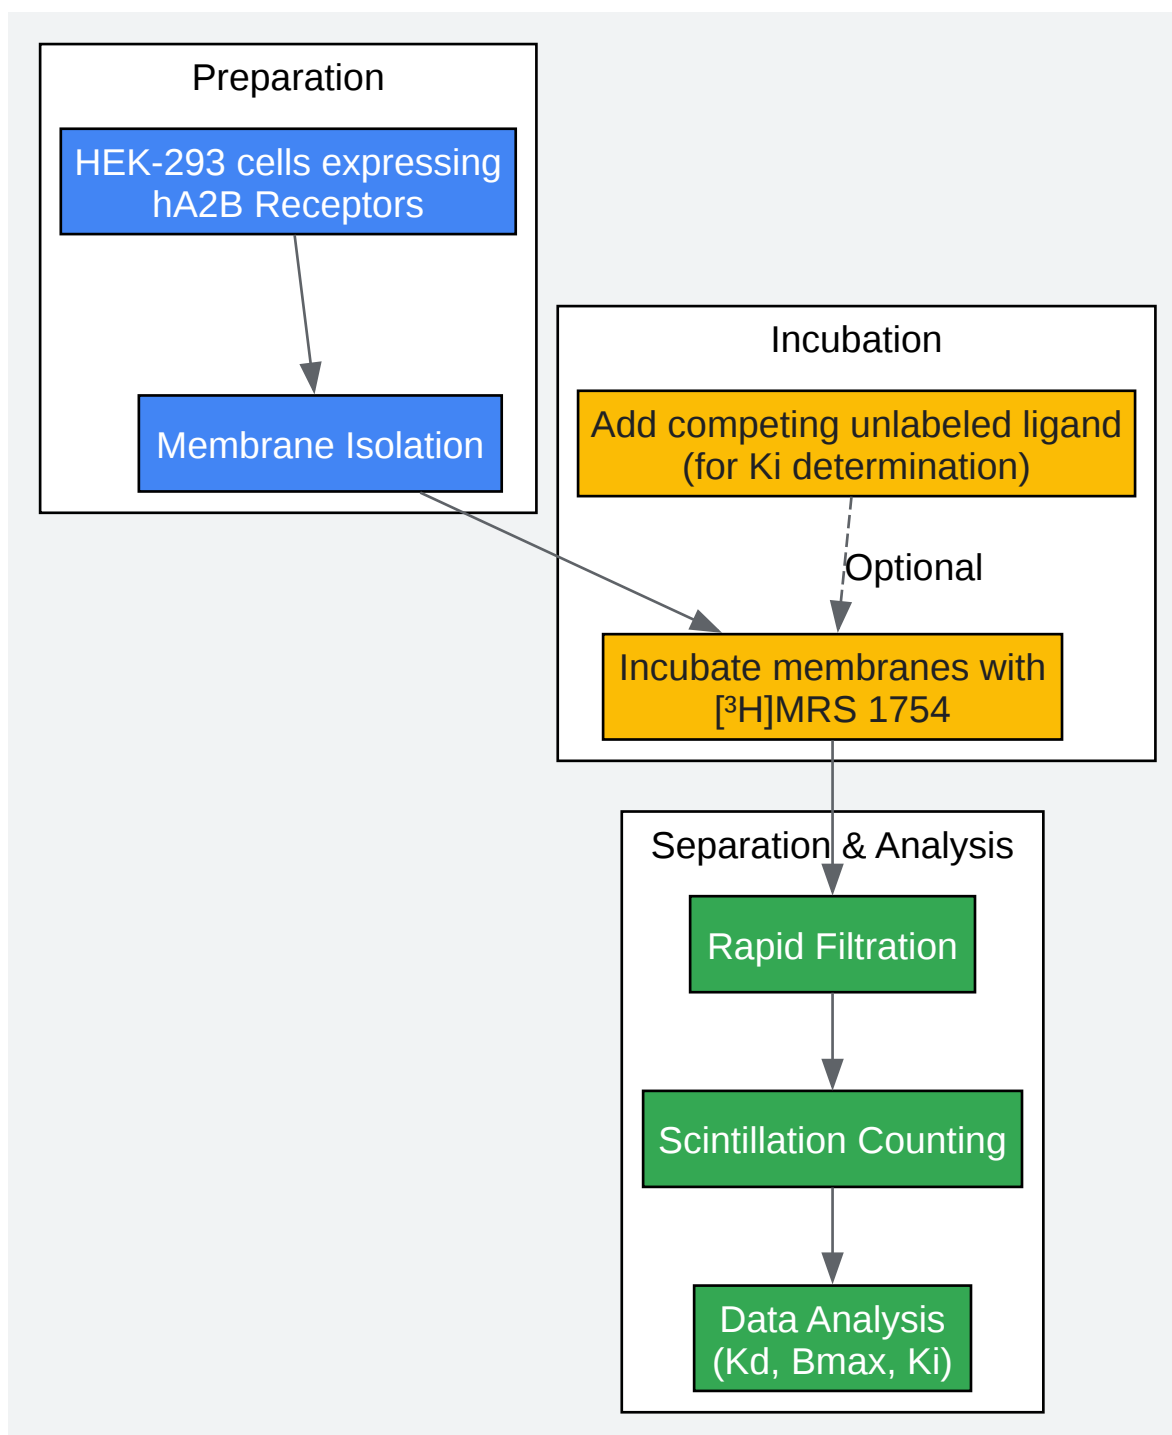 Preparation
HEK-293 cells expressing
hA2B Receptors
Membrane Isolation
Incubation
Add competing unlabeled ligand
(for Ki determination)
Optional
Incubate membranes with
[³H]MRS 1754
Separation & Analysis
Rapid Filtration
Scintillation Counting
Data Analysis
(Kd, Bmax, Ki)